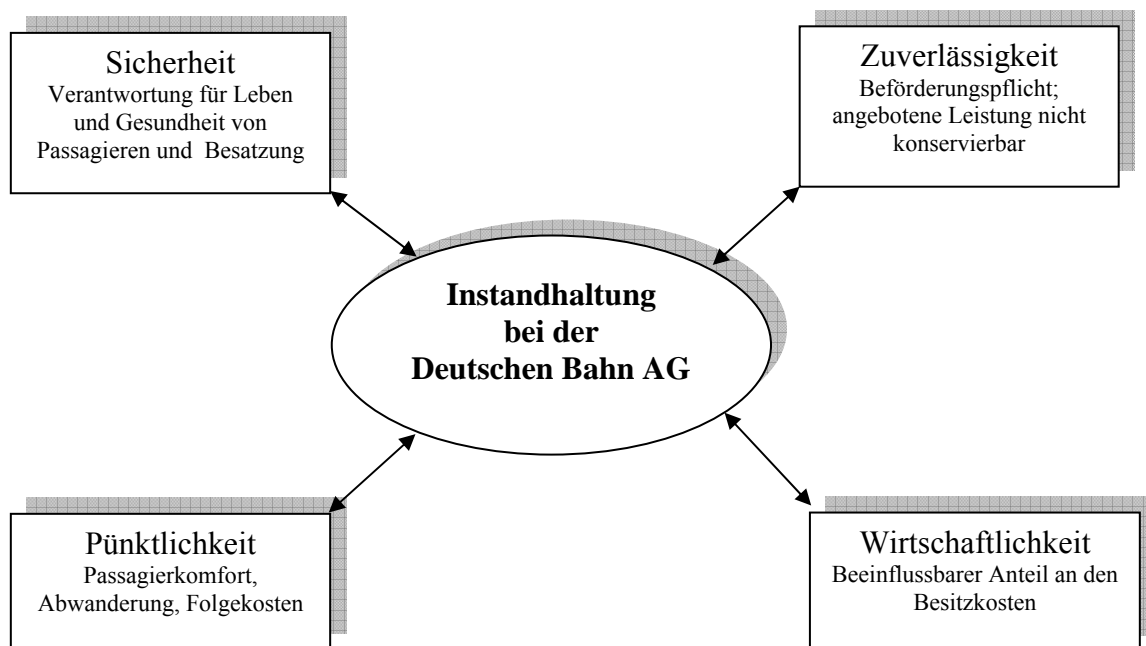 Sicherheit
Verantwortung für Leben
und Gesundheit von
Passagieren und Besatzung
Zuverlässigkeit
Beförderungspflicht;
angebotene Leistung nicht
konservierbar
Instandhaltung
bei der
Deutschen Bahn AG
Pünktlichkeit
Passagierkomfort,
Abwanderung, Folgekosten
Wirtschaftlichkeit
Beeinflussbarer Anteil an den
Besitzkosten